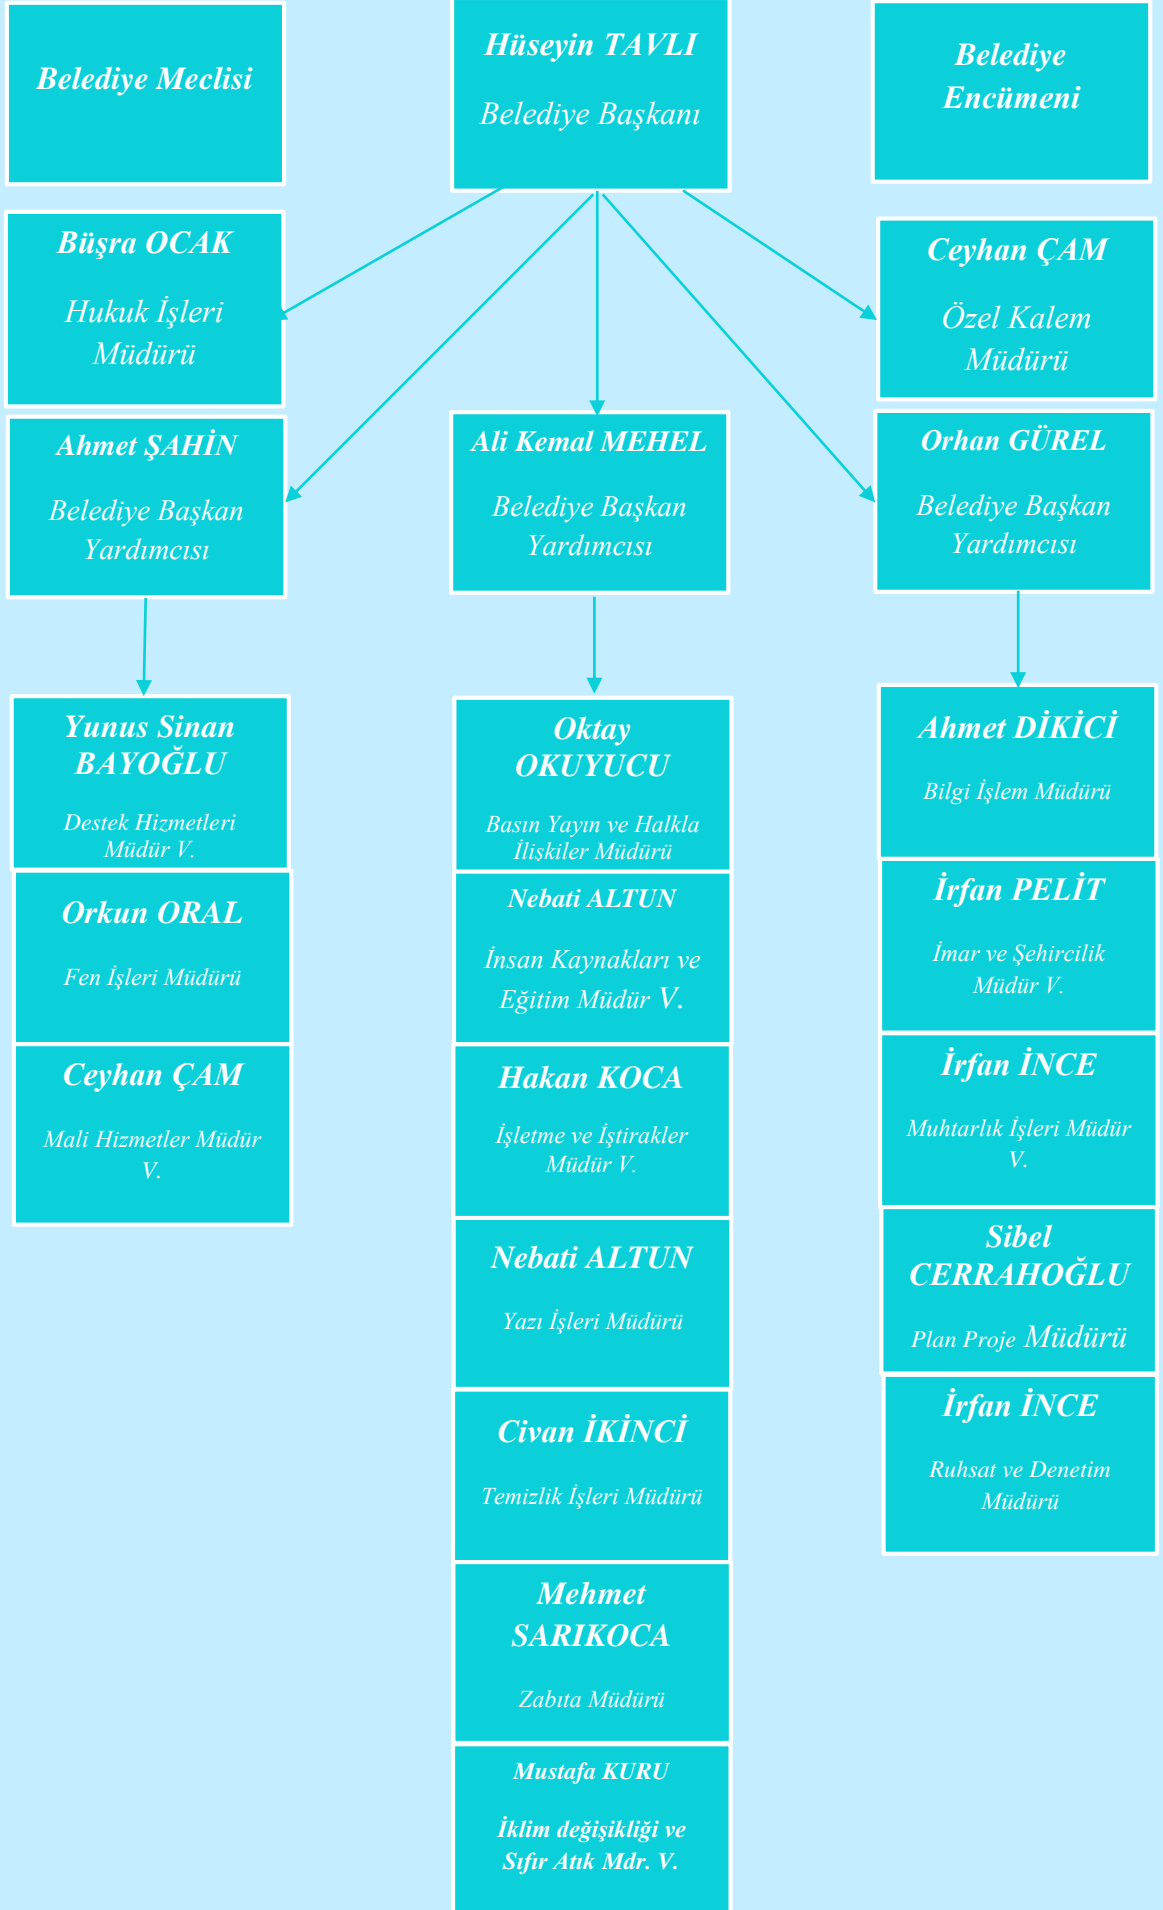 Belediye Meclisi
Hüseyin TAVLI
Belediye Başkanı
Belediye
Encümeni
Büşra OCAK
Hukuk İşleri
Müdürü
Ceyhan ÇAM
Özel Kalem
Müdürü
Ahmet ŞAHİN
Belediye Başkan
Yardımcısı
Ali Kemal MEHEL
Belediye Başkan
Yardımcısı
Orhan GÜREL
Belediye Başkan
Yardımcısı
Yunus Sinan
BAYOĞLU
Destek Hizmetleri
Müdür V.
Orkun ORAL
Fen İşleri Müdürü
Ceyhan ÇAM
Mali Hizmetler Müdür
V.
Oktay
OKUYUCU
Basın Yayın ve Halkla
İlişkiler Müdürü
Nebati ALTUN
İnsan Kaynakları ve
Eğitim Müdür V.
Hakan KOCA
İşletme ve İştirakler
Müdür V.
Nebati ALTUN
Yazı İşleri Müdürü
Civan İKİNCİ
Temizlik İşleri Müdürü
Mehmet
SARIKOCA
Zabıta Müdürü
Mustafa KURU
İklim değişikliği ve
Sıfır Atık Mdr. V.
Ahmet DİKİCİ
Bilgi İşlem Müdürü
İrfan PELİT
İmar ve Şehircilik
Müdür V.
İrfan İNCE
Muhtarlık İşleri Müdür
V.
Sibel
CERRAHOĞLU
Plan Proje Müdürü
İrfan İNCE
Ruhsat ve Denetim
Müdürü